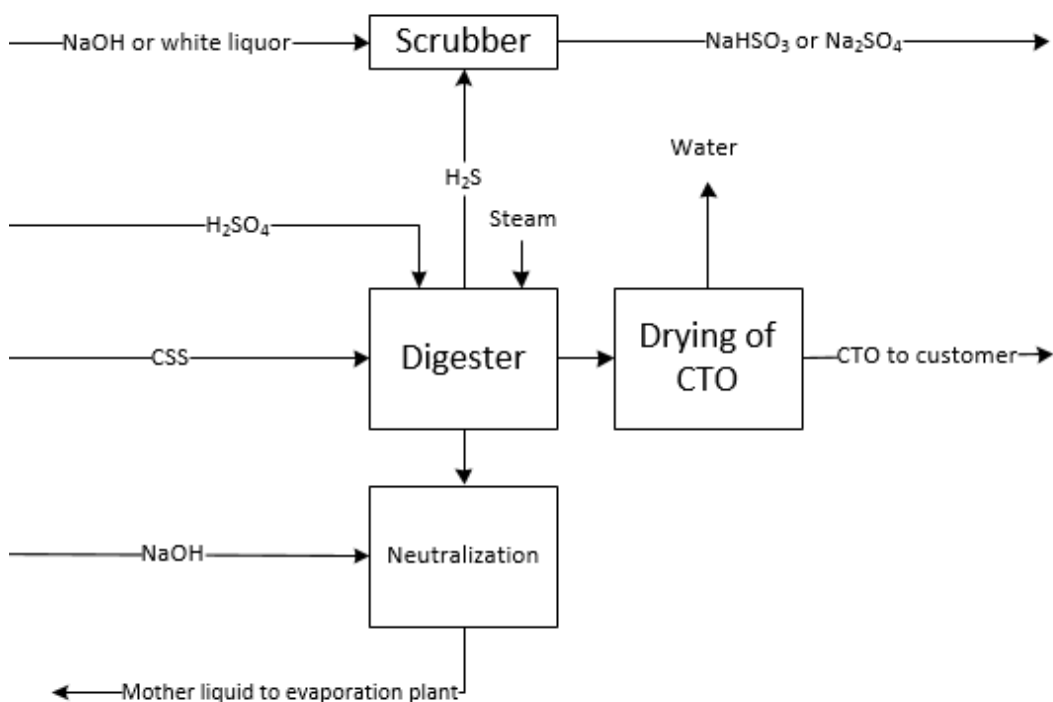 NaOH or white liquor
Scrubber
NaHSO₃ or Na₂SO₄
Water
H₂S
H₂SO₄
Steam
CSS
Digester
Drying of
CTO
CTO to customer
NaOH
Neutralization
Mother liquid to evaporation plant